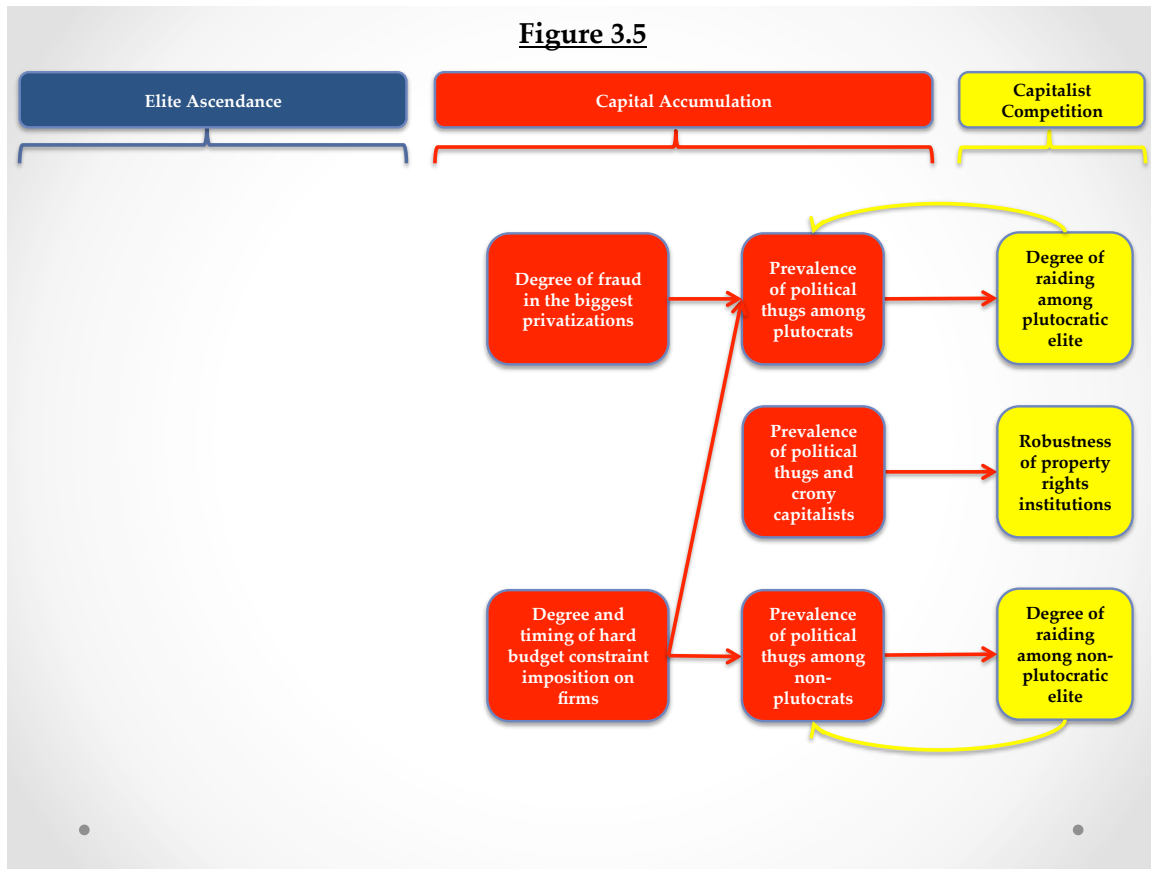 Figure 3.5
Elite Ascendance
Capital Accumulation
Capitalist
Competition
Degree of fraud
in the biggest
privatizations
Prevalence
of political
thugs among
plutocrats
Degree of
raiding
among
plutocratic
elite
Prevalence
of political
thugs and
crony
capitalists
Robustness
of property
rights
institutions
Degree and
timing of hard
budget constraint
imposition on
firms
Prevalence
of political
thugs among
non-
plutocrats
Degree of
raiding
among non-
plutocratic
elite